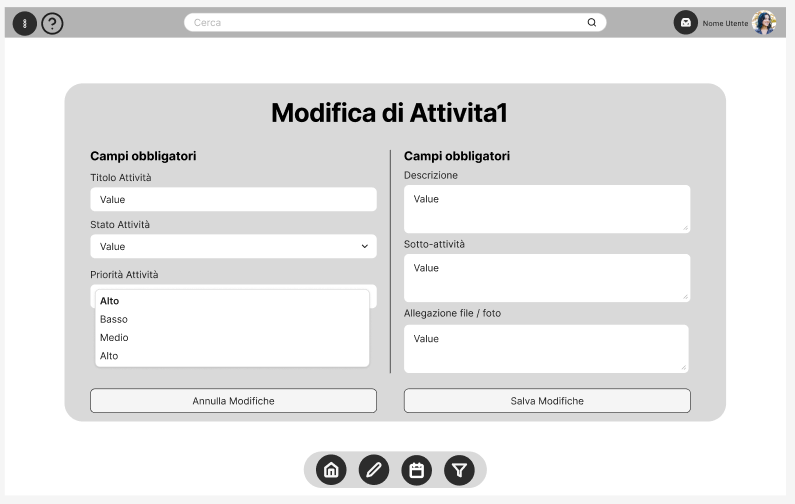 Cerca
Nome Utente
Modifica di Attivita1
Campi obbligatori
Titolo Attività
Value
Stato Attività
Value
Priorità Attività
Alto
Basso
Medio
Alto
Campi obbligatori
Descrizione
Value
Sotto-attività
Value
Allegazione file / foto
Value
Annulla Modifiche
Salva Modifiche